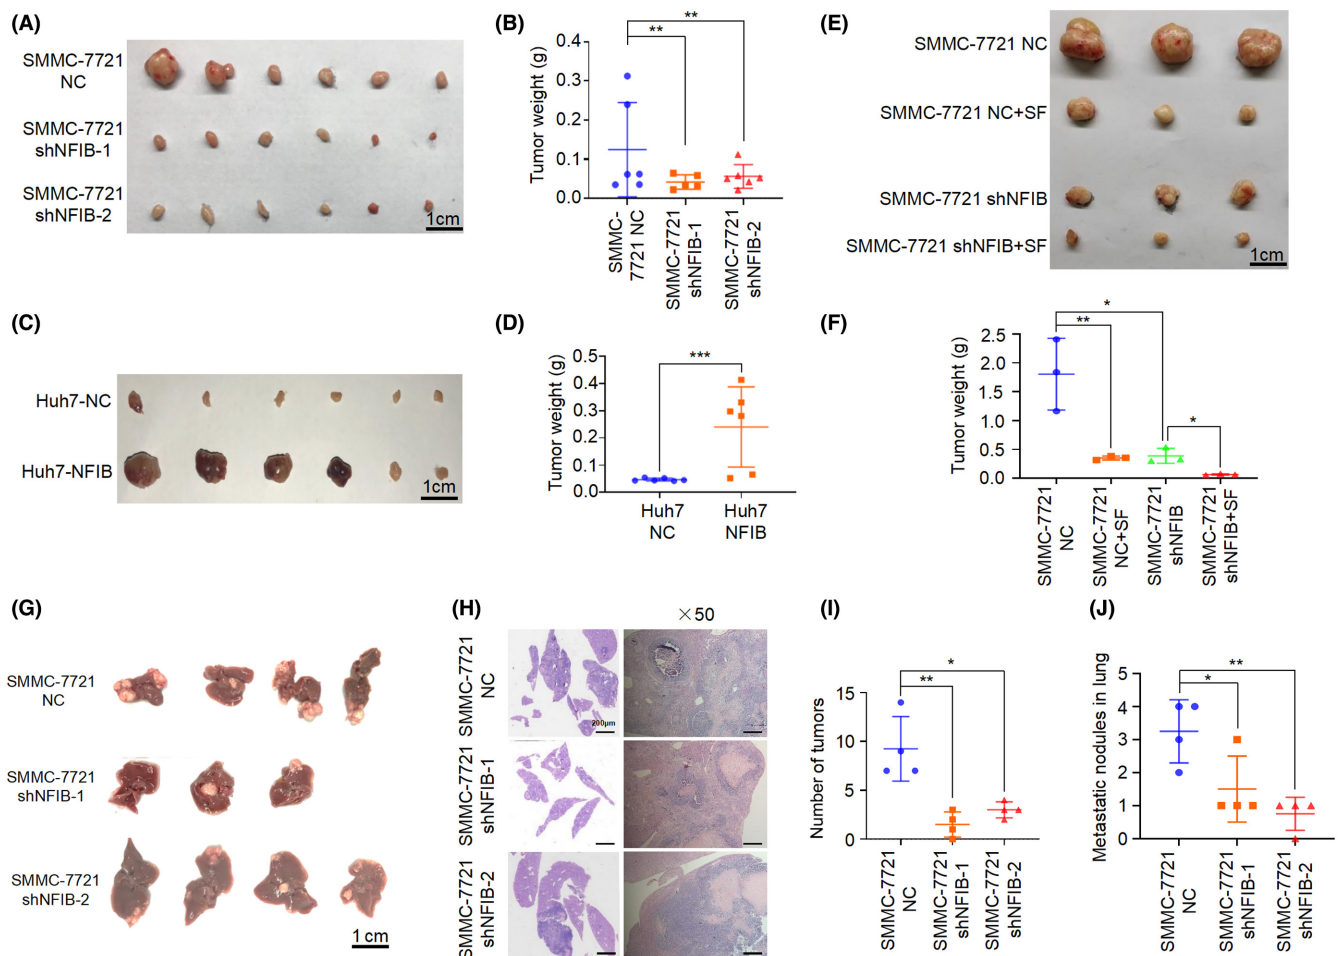 (A)
SMMC-7721
NC
SMMC-7721
shNFIB-1
SMMC-7721
shNFIB-2
1cm
(B)
**
**
Tumor weight (g)
0.4
0.3
0.2
0.1
0.0
SMMC-
7721 NC
SMMC-7721
shNFIB-1
SMMC-7721
shNFIB-2
(E)
SMMC-7721 NC
SMMC-7721 NC+SF
SMMC-7721 shNFIB
SMMC-7721 shNFIB+SF
1cm
(C)
Huh7-NC
Huh7-NFIB
1cm
(D)
***
Tumor weight (g)
0.5
0.4
0.3
0.2
0.1
0.0
Huh7
NC
Huh7
NFIB
(F)
*
**
*
Tumor weight (g)
2.5
2.0
1.5
1.0
0.5
0.0
SMMC-7721
NC
SMMC-7721
NC+SF
SMMC-7721
shNFIB
SMMC-7721
shNFIB+SF
(G)
SMMC-7721
NC
SMMC-7721
shNFIB-1
SMMC-7721
shNFIB-2
1 cm
(H)
×50
SMMC-7721
NC
200μm
SMMC-7721
shNFIB-1
SMMC-7721
shNFIB-2
(I)
*
**
Number of tumors
15
10
5
0
SMMC-7721
NC
SMMC-7721
shNFIB-1
SMMC-7721
shNFIB-2
(J)
**
*
Metastatic nodules in lung
5
4
3
2
1
0
SMMC-7721
NC
SMMC-7721
shNFIB-1
SMMC-7721
shNFIB-2